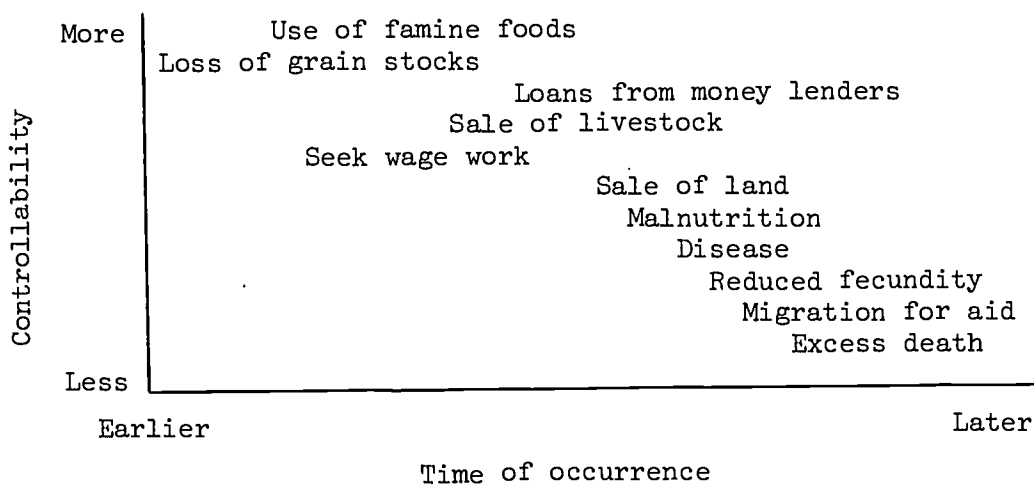 More
Use of famine foods
Loss of grain stocks
Loans from money lenders
Sale of livestock
Seek wage work
Sale of land
Malnutrition
Disease
Reduced fecundity
Migration for aid
Excess death
Controllability
Less
Earlier
Later
Time of occurrence